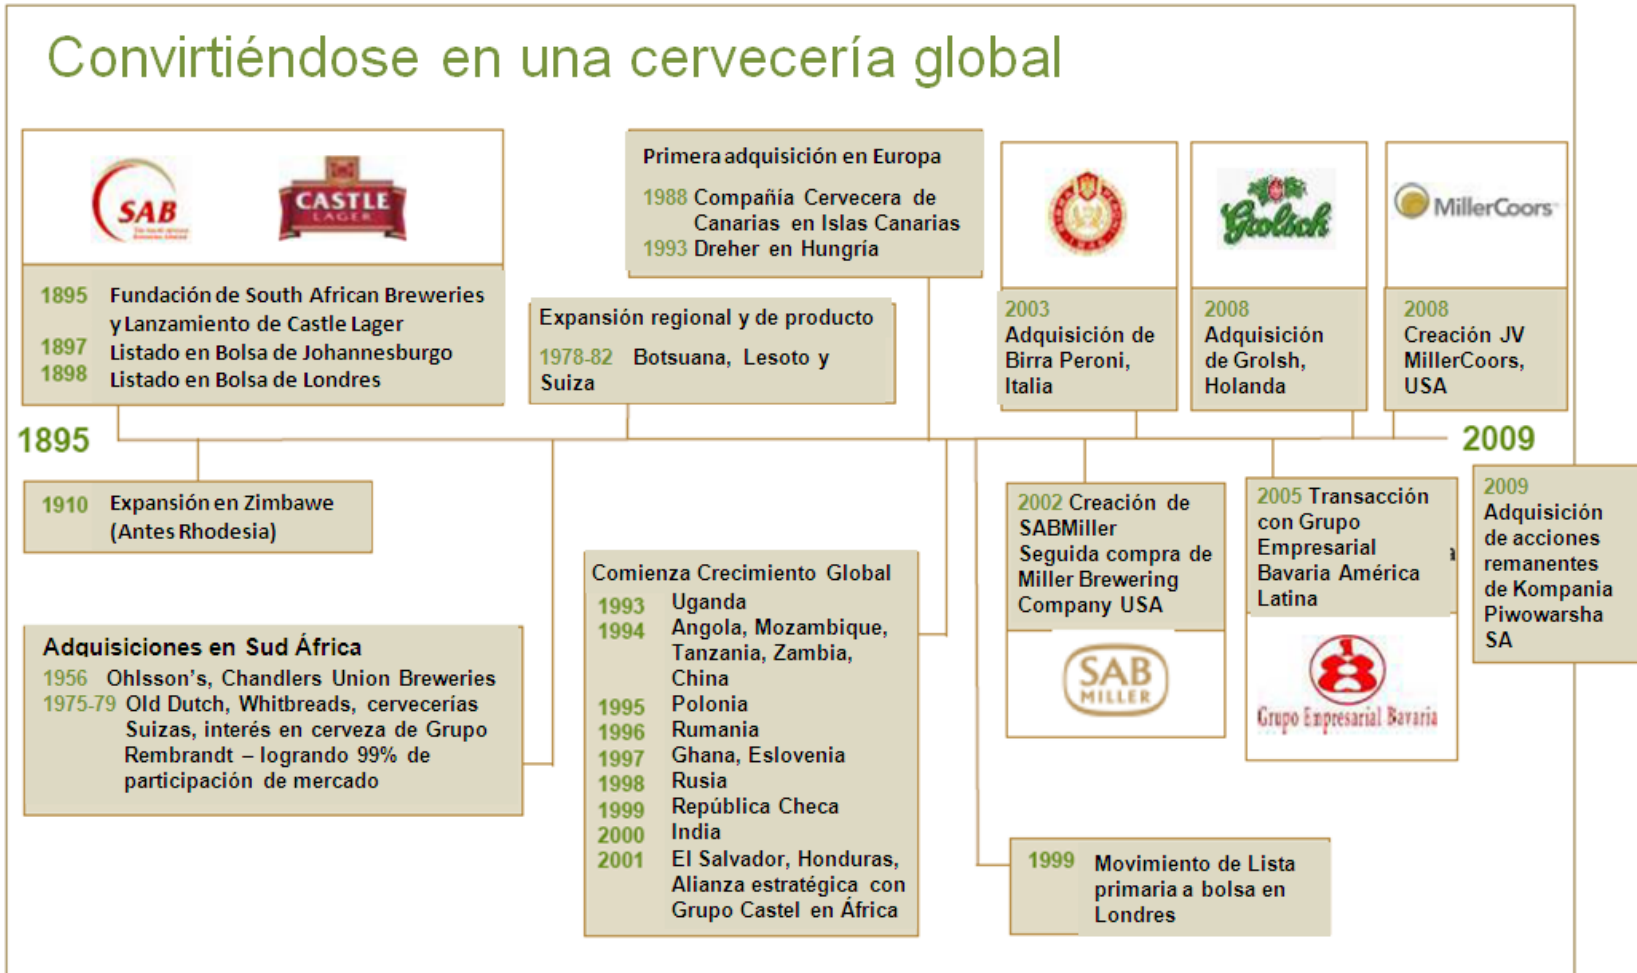 Convirtiéndose en una cervecería global
SAB
CASTLE
LAGER
1895 Fundación de South African Breweries
y Lanzamiento de Castle Lager
1897 Listado en Bolsa de Johannesburgo
1898 Listado en Bolsa de Londres
Primera adquisición en Europa
1988 Compañía Cervecera de
Canarias en Islas Canarias
1993 Dreher en Hungría
Expansión regional y de producto
1978-82 Botsuana, Lesoto y
Suiza
2003
Adquisición de
Birra Peroni,
Italia
Grolsch
2008
Adquisición
de Grolsh,
Holanda
MillerCoors
2008
Creación JV
MillerCoors,
USA
1895
2009
1910 Expansión en Zimbawe
(Antes Rhodesia)
Adquisiciones en Sud África
1956 Ohlsson's, Chandlers Union Breweries
1975-79 Old Dutch, Whitbreads, cervecerías
Suizas, interés en cerveza de Grupo
Rembrandt – logrando 99% de
participación de mercado
Comienza Crecimiento Global
1993 Uganda
1994 Angola, Mozambique,
Tanzania, Zambia,
China
1995 Polonia
1996 Rumania
1997 Ghana, Eslovenia
1998 Rusia
1999 República Checa
2000 India
2001 El Salvador, Honduras,
Alianza estratégica con
Grupo Castel en África
2002 Creación de
SABMiller
Seguida compra de
Miller Brewering
Company USA
SAB
MILLER
2005 Transacción
con Grupo
Empresarial
Bavaria América
Latina
Grupo Empresarial Bavaria
2009
Adquisición
de acciones
remanentes
de Kompania
Piwowarsha
SA
1999 Movimiento de Lista
primaria a bolsa en
Londres